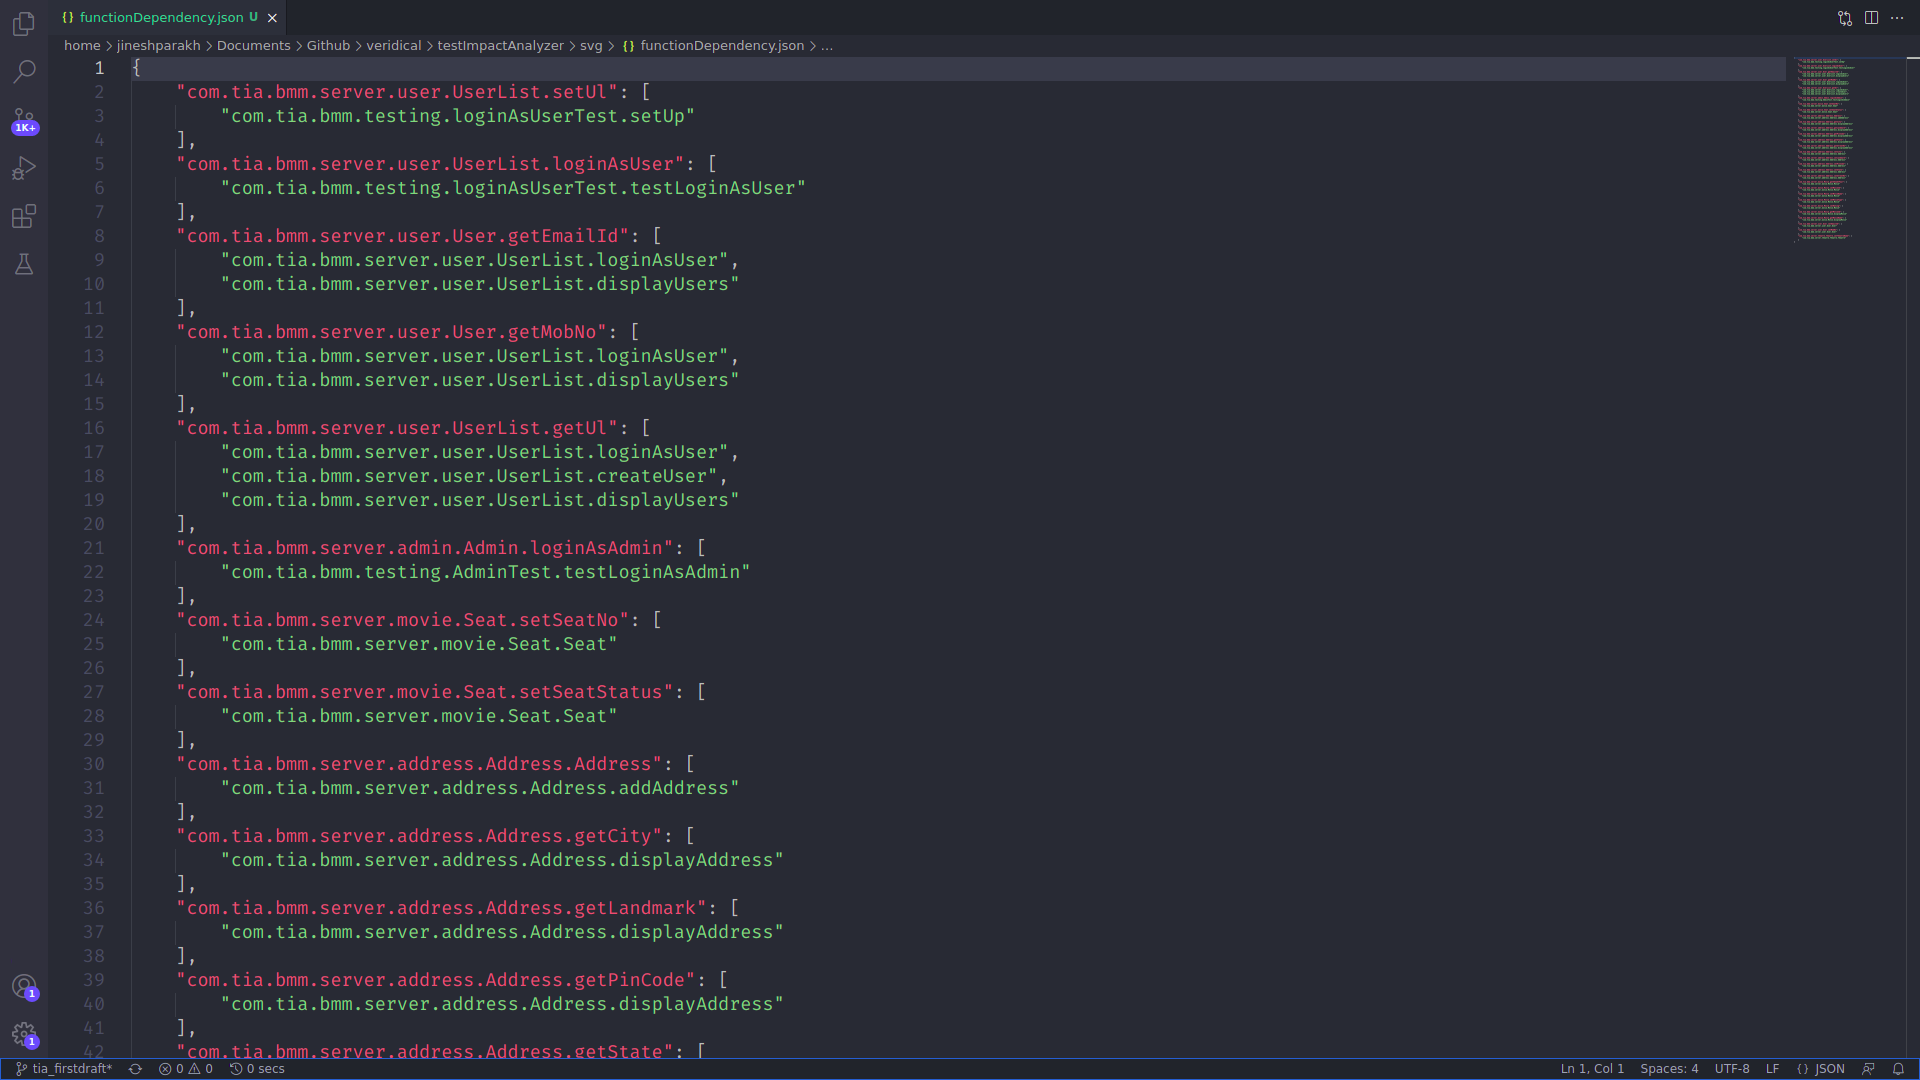 {} functionDependency.json U ×
home > jineshparakh > Documents > Github > veridical > testImpactAnalyzer > svg > {} functionDependency.json > ...
1 {
2 "com.tia.bmm.server.user.UserList.setUl": [
3 "com.tia.bmm.testing.loginAsUserTest.setUp"
4 ],
5 "com.tia.bmm.server.user.UserList.loginAsUser": [
6 "com.tia.bmm.testing.loginAsUserTest.testLoginAsUser"
7 ],
8 "com.tia.bmm.server.user.User.getEmailId": [
9 "com.tia.bmm.server.user.UserList.loginAsUser",
10 "com.tia.bmm.server.user.UserList.displayUsers"
11 ],
12 "com.tia.bmm.server.user.User.getMobNo": [
13 "com.tia.bmm.server.user.UserList.loginAsUser",
14 "com.tia.bmm.server.user.UserList.displayUsers"
15 ],
16 "com.tia.bmm.server.user.UserList.getUl": [
17 "com.tia.bmm.server.user.UserList.loginAsUser",
18 "com.tia.bmm.server.user.UserList.createUser",
19 "com.tia.bmm.server.user.UserList.displayUsers"
20 ],
21 "com.tia.bmm.server.admin.Admin.loginAsAdmin": [
22 "com.tia.bmm.testing.AdminTest.testLoginAsAdmin"
23 ],
24 "com.tia.bmm.server.movie.Seat.setSeatNo": [
25 "com.tia.bmm.server.movie.Seat.Seat"
26 ],
27 "com.tia.bmm.server.movie.Seat.setSeatStatus": [
28 "com.tia.bmm.server.movie.Seat.Seat"
29 ],
30 "com.tia.bmm.server.address.Address.Address": [
31 "com.tia.bmm.server.address.Address.addAddress"
32 ],
33 "com.tia.bmm.server.address.Address.getCity": [
34 "com.tia.bmm.server.address.Address.displayAddress"
35 ],
36 "com.tia.bmm.server.address.Address.getLandmark": [
37 "com.tia.bmm.server.address.Address.displayAddress"
38 ],
39 "com.tia.bmm.server.address.Address.getPinCode": [
40 "com.tia.bmm.server.address.Address.displayAddress"
41 ],
42 "com.tia.bmm.server.address.Address.getState": [
1K+
1
1
tia_firstdraft* 0 0 0 secs
Ln 1, Col 1 Spaces: 4 UTF-8 LF {} JSON